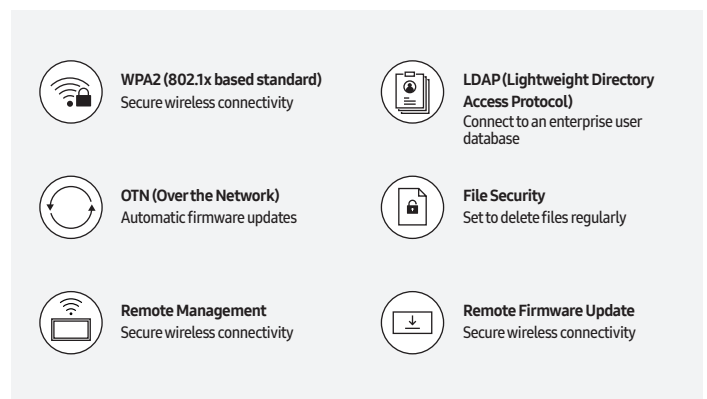 WPA2 (802.1x based standard)
Secure wireless connectivity
LDAP (Lightweight Directory
Access Protocol)
Connect to an enterprise user
database
OTN (Over the Network)
Automatic firmware updates
File Security
Set to delete files regularly
Remote Management
Secure wireless connectivity
Remote Firmware Update
Secure wireless connectivity